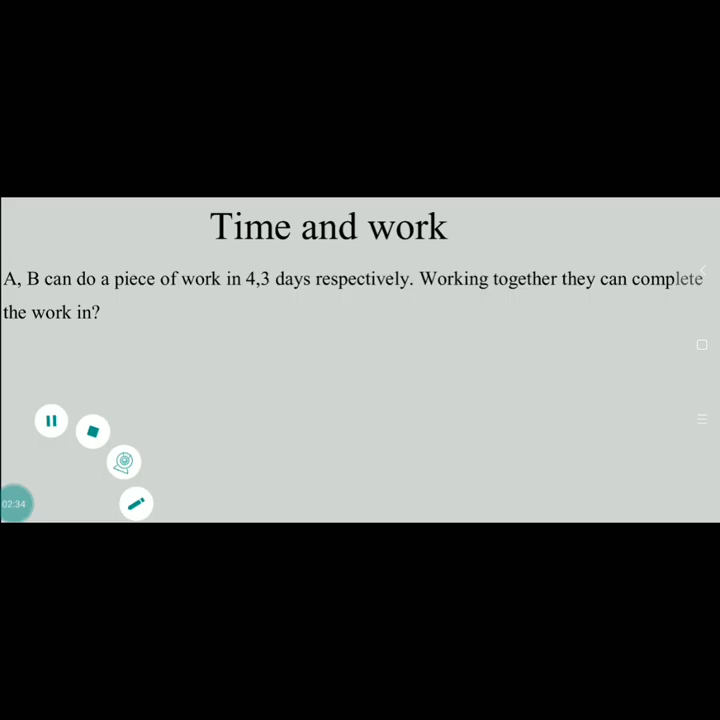 Time and work
A, B can do a piece of work in 4,3 days respectively. Working together they can complete
the work in?
02:34